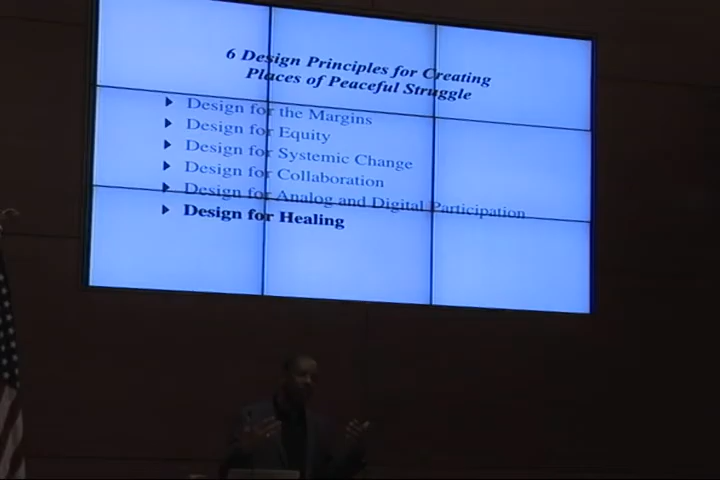 6 Design Principles for Creating
Places of Peaceful Struggle
Design for the Margins
Design for Equity
Design for Systemic Change
Design for Collaboration
Design for Analog and Digital Participation
Design for Healing